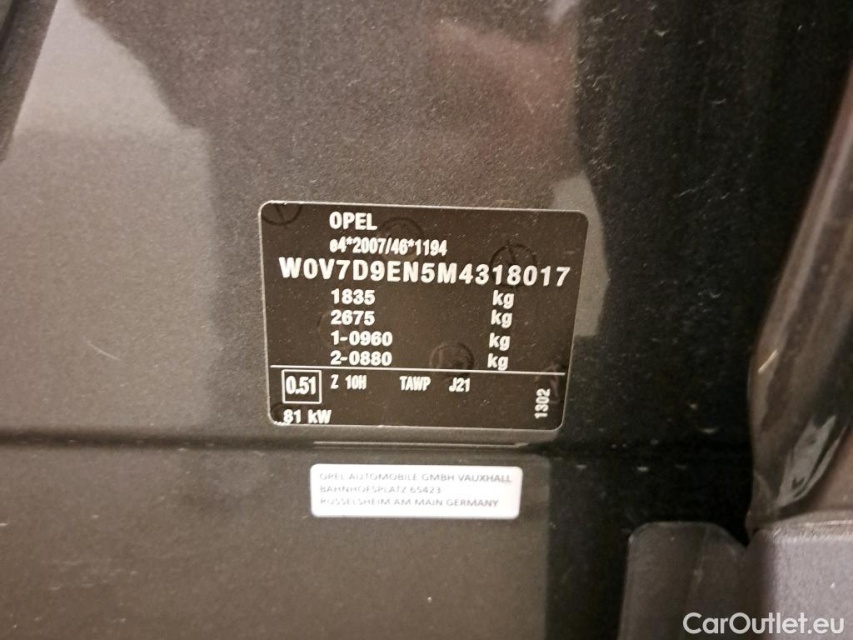 OPEL
e4*2007/46*1194
W0V7D9EN5M4318017
1835 kg
2675 kg
1-0960 kg
2-0880 kg
0.51 Z 10H TAWP J21
81 kW
1302
OPEL AUTOMOBILE GMBH VAUXHALL
BAHNHOFSPLATZ 65423
RÜSSELSHEIM AM MAIN GERMANY
CarOutlet.eu